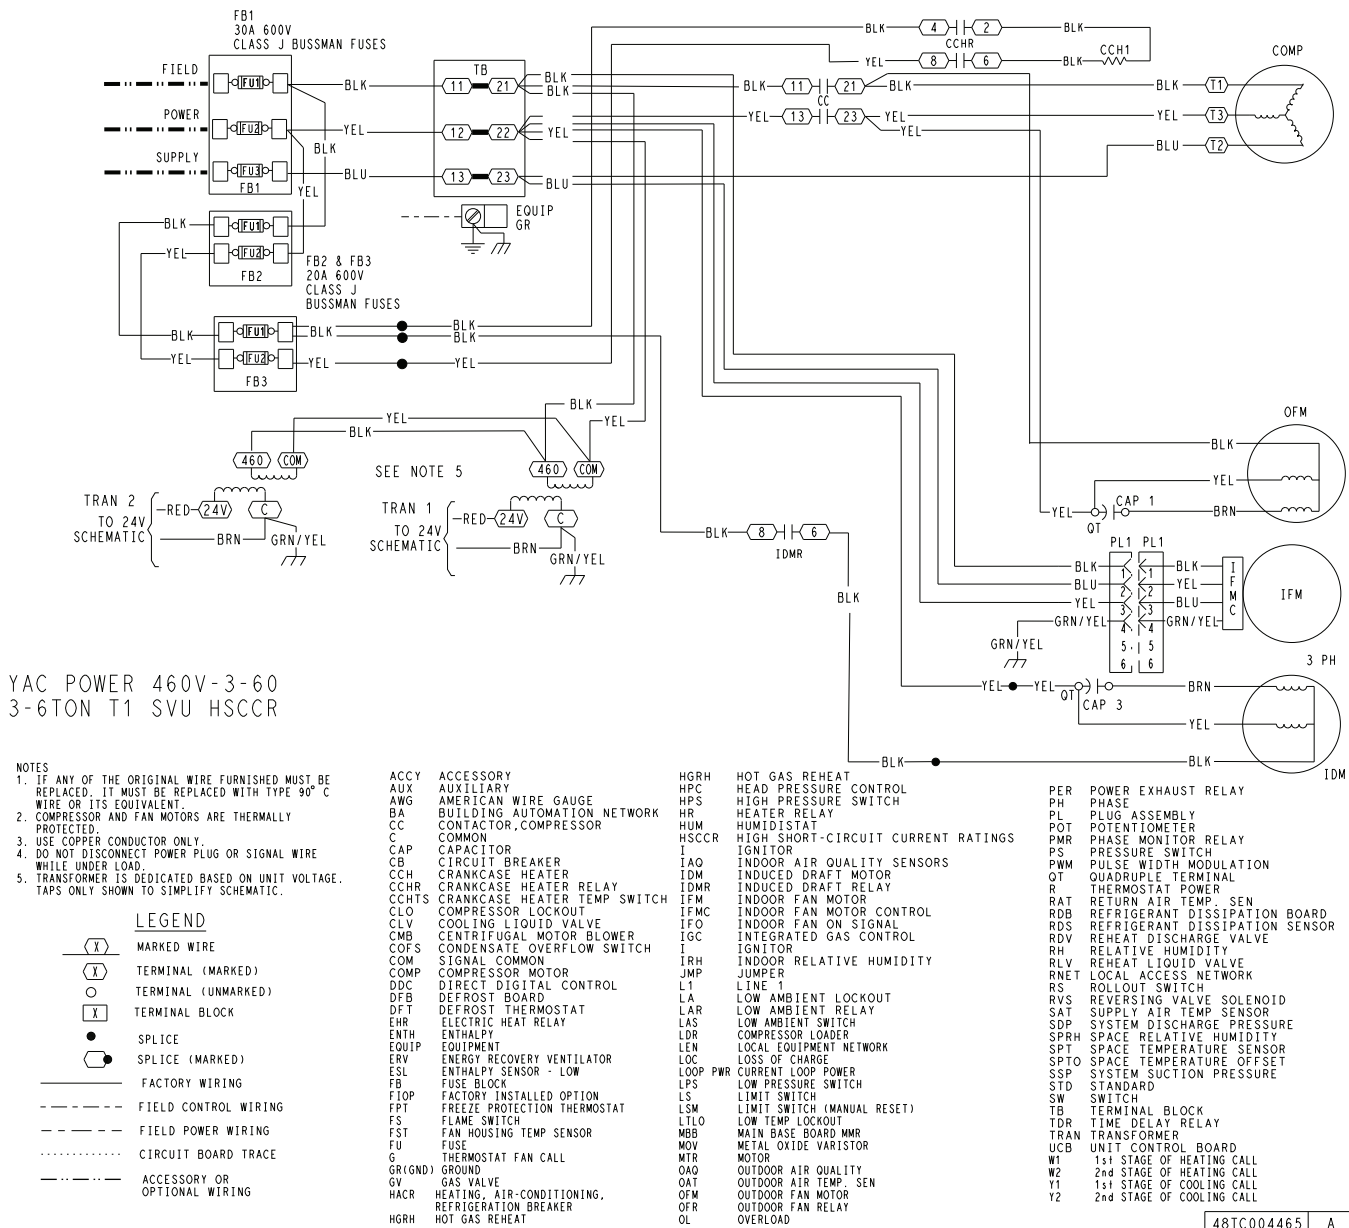 FB1
30A 600V
CLASS J BUSSMAN FUSES
FIELD
POWER
SUPPLY
FU1
FU2
FU3
FB1
BLK
YEL
BLU
BLK
YEL
TB
11 21
12 22
13 23
BLK
BLK
YEL
BLU
EQUIP
GR
BLK
YEL
FU1
FU2
FB2
FB2 & FB3
20A 600V
CLASS J
BUSSMAN FUSES
BLK
YEL
FU1
FU2
FB3
BLK
YEL
BLK
BLK
YEL
BLK 4 2 BLK
CCHR
YEL 8 6 BLK CCH1
BLK 11 21 BLK T1
CC
YEL 13 23 YEL YEL T3
YEL
BLU T2
COMP
BLK
YEL
YEL
BLK
460 COM
460 COM
SEE NOTE 5
TRAN 2
TO 24V
SCHEMATIC
RED 24V C
BRN GRN/YEL
TRAN 1
TO 24V
SCHEMATIC
RED 24V C
BRN
GRN/YEL
BLK 8 6
IDMR
BLK
OFM
BLK
YEL
YEL CAP 1 BRN
QT
PL1 PL1
BLK 1 1 BLK
BLU 2 2 YEL
YEL 3 3 BLU
GRN/YEL 4 4 GRN/YEL
5 5
6 6
I
F
M
C
IFM
GRN/YEL
3 PH
YEL YEL QT CAP 3 BRN
YEL
BLK BLK
IDM
YAC POWER 460V-3-60
3-6TON T1 SVU HSCCR
NOTES
1. IF ANY OF THE ORIGINAL WIRE FURNISHED MUST BE
REPLACED. IT MUST BE REPLACED WITH TYPE 90° C
WIRE OR ITS EQUIVALENT.
2. COMPRESSOR AND FAN MOTORS ARE THERMALLY
PROTECTED.
3. USE COPPER CONDUCTOR ONLY.
4. DO NOT DISCONNECT POWER PLUG OR SIGNAL WIRE
WHILE UNDER LOAD.
5. TRANSFORMER IS DEDICATED BASED ON UNIT VOLTAGE.
TAPS ONLY SHOWN TO SIMPLIFY SCHEMATIC.
LEGEND
X MARKED WIRE
X TERMINAL (MARKED)
TERMINAL (UNMARKED)
X TERMINAL BLOCK
SPLICE
SPLICE (MARKED)
FACTORY WIRING
FIELD CONTROL WIRING
FIELD POWER WIRING
CIRCUIT BOARD TRACE
ACCESSORY OR
OPTIONAL WIRING
ACCY ACCESSORY
AUX AUXILIARY
AWG AMERICAN WIRE GAUGE
BA BUILDING AUTOMATION NETWORK
CC CONTACTOR,COMPRESSOR
C COMMON
CAP CAPACITOR
CB CIRCUIT BREAKER
CCH CRANKCASE HEATER
CCHR CRANKCASE HEATER RELAY
CCHTS CRANKCASE HEATER TEMP SWITCH
CLO COMPRESSOR LOCKOUT
CLV COOLING LIQUID VALVE
CMB CENTRIFUGAL MOTOR BLOWER
COFS CONDENSATE OVERFLOW SWITCH
COM SIGNAL COMMON
COMP COMPRESSOR MOTOR
DDC DIRECT DIGITAL CONTROL
DFB DEFROST BOARD
DFT DEFROST THERMOSTAT
EHR ELECTRIC HEAT RELAY
ENTH ENTHALPY
EQUIP EQUIPMENT
ERV ENERGY RECOVERY VENTILATOR
ESL ENTHALPY SENSOR - LOW
FB FUSE BLOCK
FIOP FACTORY INSTALLED OPTION
FPT FREEZE PROTECTION THERMOSTAT
FS FLAME SWITCH
FST FAN HOUSING TEMP SENSOR
FU FUSE
G THERMOSTAT FAN CALL
GR(GND) GROUND
GV GAS VALVE
HACR HEATING, AIR-CONDITIONING,
REFRIGERATION BREAKER
HGRH HOT GAS REHEAT
HGRH HOT GAS REHEAT
HPC HEAD PRESSURE CONTROL
HPS HIGH PRESSURE SWITCH
HR HEATER RELAY
HUM HUMIDISTAT
HSCCR HIGH SHORT-CIRCUIT CURRENT RATINGS
I IGNITOR
IAQ INDOOR AIR QUALITY SENSORS
IDM INDUCED DRAFT MOTOR
IDMR INDUCED DRAFT RELAY
IFM INDOOR FAN MOTOR
IFMC INDOOR FAN MOTOR CONTROL
IFO INDOOR FAN ON SIGNAL
IGC INTEGRATED GAS CONTROL
I IGNITOR
IRH INDOOR RELATIVE HUMIDITY
JMP JUMPER
L1 LINE 1
LA LOW AMBIENT LOCKOUT
LAR LOW AMBIENT RELAY
LAS LOW AMBIENT SWITCH
LDR COMPRESSOR LOADER
LEN LOCAL EQUIPMENT NETWORK
LOC LOSS OF CHARGE
LOOP PWR CURRENT LOOP POWER
LPS LOW PRESSURE SWITCH
LS LIMIT SWITCH
LSM LIMIT SWITCH (MANUAL RESET)
LTLO LOW TEMP LOCKOUT
MBB MAIN BASE BOARD MMR
MOV METAL OXIDE VARISTOR
MTR MOTOR
OAQ OUTDOOR AIR QUALITY
OAT OUTDOOR AIR TEMP. SEN
OFM OUTDOOR FAN MOTOR
OFR OUTDOOR FAN RELAY
OL OVERLOAD
PER POWER EXHAUST RELAY
PH PHASE
PL PLUG ASSEMBLY
POT POTENTIOMETER
PMR PHASE MONITOR RELAY
PS PRESSURE SWITCH
PWM PULSE WIDTH MODULATION
QT QUADRUPLE TERMINAL
R THERMOSTAT POWER
RAT RETURN AIR TEMP. SEN
RDB REFRIGERANT DISSIPATION BOARD
RDS REFRIGERANT DISSIPATION SENSOR
RDV REHEAT DISCHARGE VALVE
RH RELATIVE HUMIDITY
RLV REHEAT LIQUID VALVE
RNET LOCAL ACCESS NETWORK
RS ROLLOUT SWITCH
RVS REVERSING VALVE SOLENOID
SAT SUPPLY AIR TEMP SENSOR
SDP SYSTEM DISCHARGE PRESSURE
SPRH SPACE RELATIVE HUMIDITY
SPT SPACE TEMPERATURE SENSOR
SPTO SPACE TEMPERATURE OFFSET
SSP SYSTEM SUCTION PRESSURE
STD STANDARD
SW SWITCH
TB TERMINAL BLOCK
TDR TIME DELAY RELAY
TRAN TRANSFORMER
UCB UNIT CONTROL BOARD
W1 1st STAGE OF HEATING CALL
W2 2nd STAGE OF HEATING CALL
Y1 1st STAGE OF COOLING CALL
Y2 2nd STAGE OF COOLING CALL
48TC004465 A